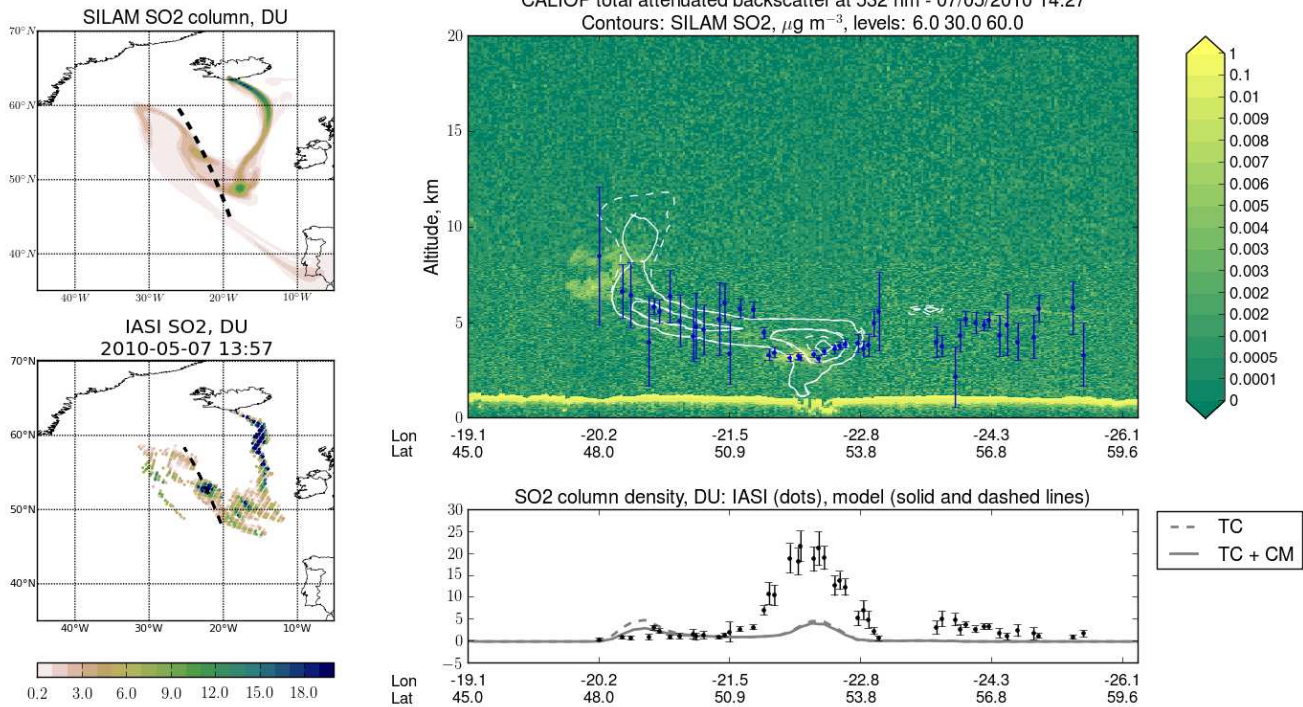 SILAM SO2 column, DU
70°N
60°N
50°N
40°N
40°W 30°W 20°W 10°W
IASI SO2, DU
2010-05-07 13:57
70°N
60°N
50°N
40°N
40°W 30°W 20°W 10°W
0.2 3.0 6.0 9.0 12.0 15.0 18.0
CALIOP total attenuated backscatter at 532 nm - 07/05/2010 14:27
Contours: SILAM SO2, μg m⁻³, levels: 6.0 30.0 60.0
Altitude, km
20
15
10
5
0
Lon -19.1 -20.2 -21.5 -22.8 -24.3 -26.1
Lat 45.0 48.0 50.9 53.8 56.8 59.6
1
0.1
0.01
0.009
0.008
0.007
0.006
0.005
0.004
0.003
0.002
0.001
0.0005
0.0001
0
SO2 column density, DU: IASI (dots), model (solid and dashed lines)
30
25
20
15
10
5
0
−5
Lon -19.1 -20.2 -21.5 -22.8 -24.3 -26.1
Lat 45.0 48.0 50.9 53.8 56.8 59.6
TC
TC + CM